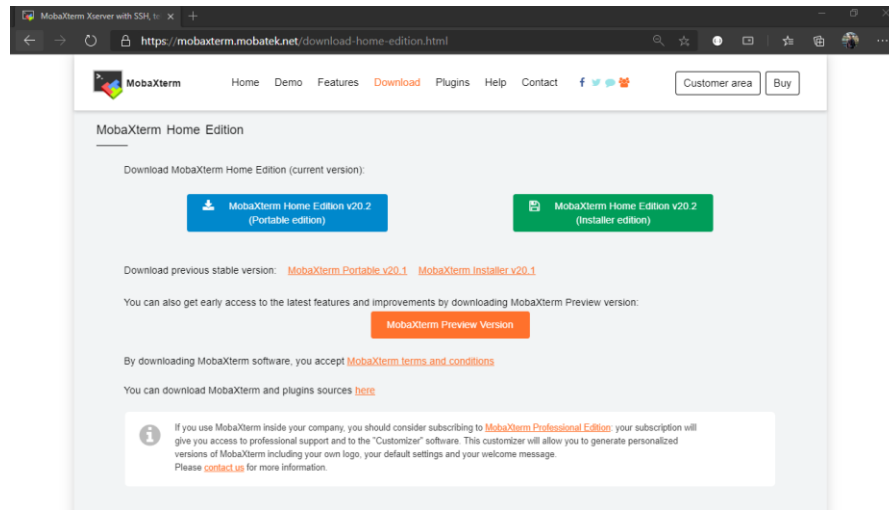 MobaXterm Xserver with SSH, t
https://mobaxterm.mobatek.net/download-home-edition.html
MobaXterm Home Demo Features Download Plugins Help Contact Customer area Buy
MobaXterm Home Edition
Download MobaXterm Home Edition (current version):
MobaXterm Home Edition v20.2
(Portable edition)
MobaXterm Home Edition v20.2
(Installer edition)
Download previous stable version: MobaXterm Portable v20.1 MobaXterm Installer v20.1
You can also get early access to the latest features and improvements by downloading MobaXterm Preview version:
MobaXterm Preview Version
By downloading MobaXterm software, you accept MobaXterm terms and conditions
You can download MobaXterm and plugins sources here
If you use MobaXterm inside your company, you should consider subscribing to MobaXterm Professional Edition: your subscription will
give you access to professional support and to the "Customizer" software. This customizer will allow you to generate personalized
versions of MobaXterm including your own logo, your default settings and your welcome message.
Please contact us for more information.